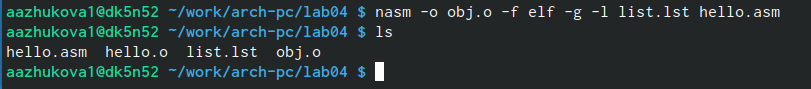 aazhukova1@dk5n52 ~/work/arch-pc/lab04 $ nasm -o obj.o -f elf -g -l list.lst hello.asm
aazhukova1@dk5n52 ~/work/arch-pc/lab04 $ ls
hello.asm  hello.o  list.lst  obj.o
aazhukova1@dk5n52 ~/work/arch-pc/lab04 $